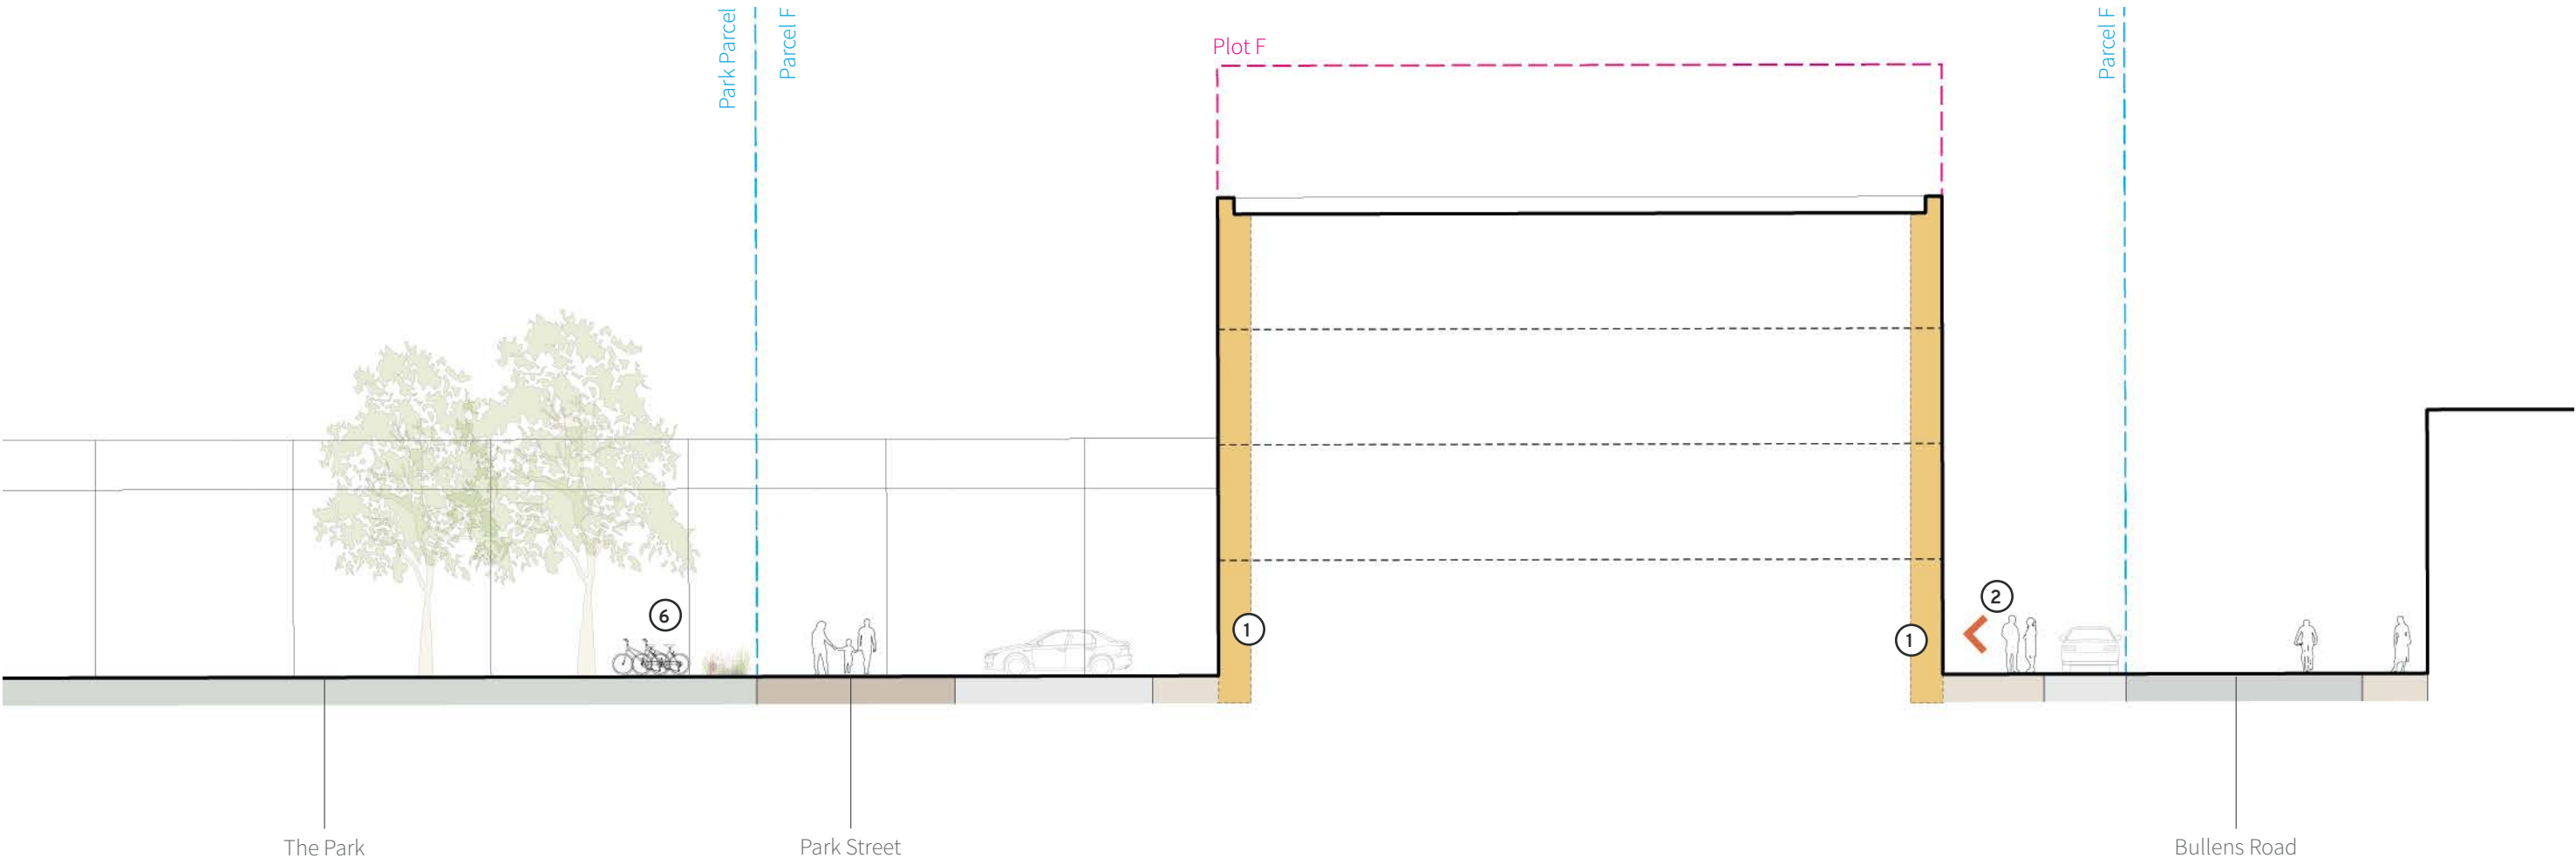 Park Parcel
Parcel F
Plot F
Parcel F
6
1
1
2
The Park
Park Street
Bullens Road